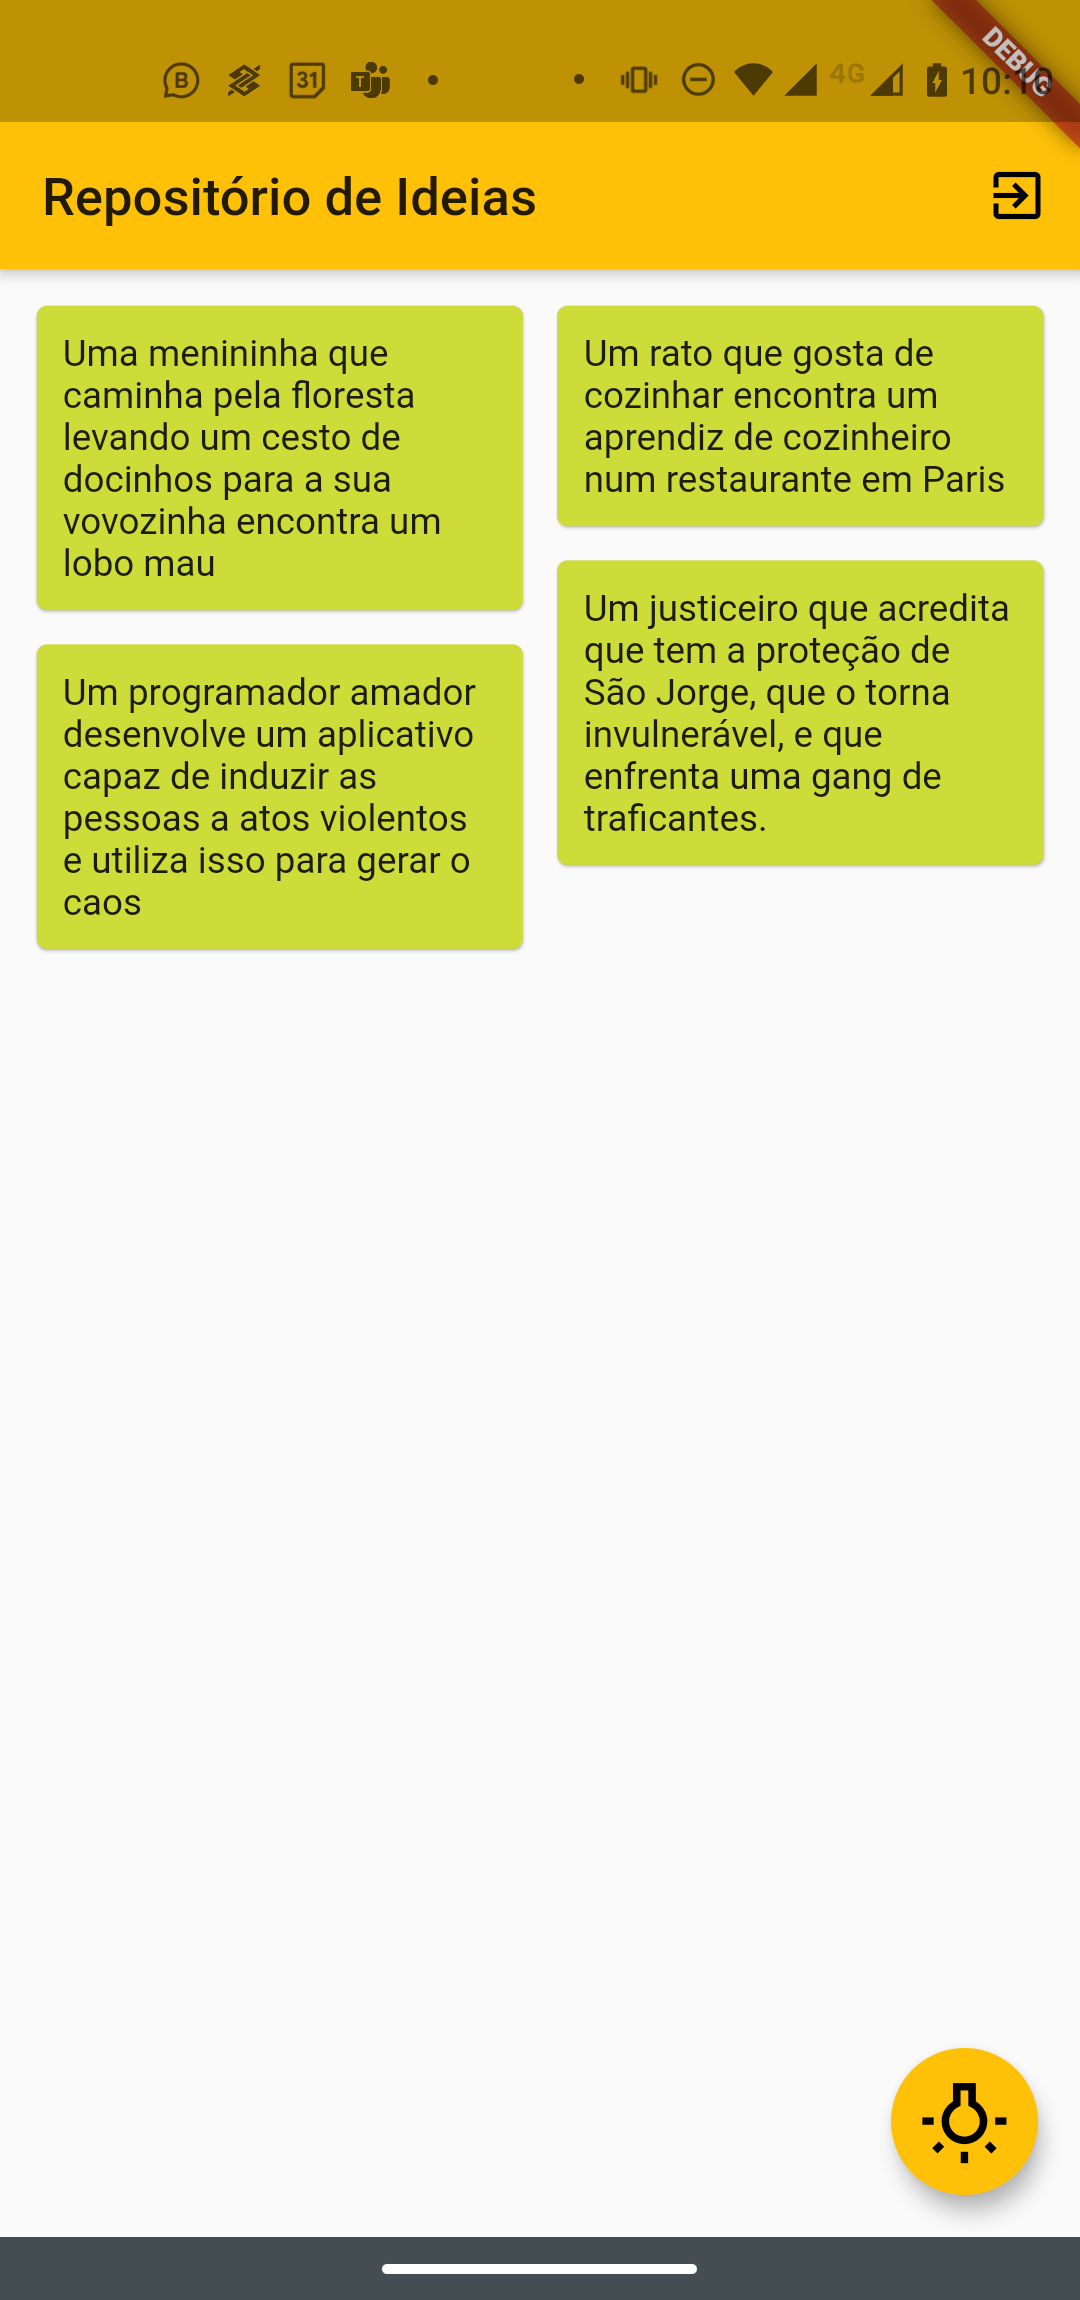 B
31
T
4G
10:10
DEBUG
Repositório de Ideias
Uma menininha que
caminha pela floresta
levando um cesto de
docinhos para a sua
vovozinha encontra um
lobo mau
Um rato que gosta de
cozinhar encontra um
aprendiz de cozinheiro
num restaurante em Paris
Um programador amador
desenvolve um aplicativo
capaz de induzir as
pessoas a atos violentos
e utiliza isso para gerar o
caos
Um justiceiro que acredita
que tem a proteção de
São Jorge, que o torna
invulnerável, e que
enfrenta uma gang de
traficantes.